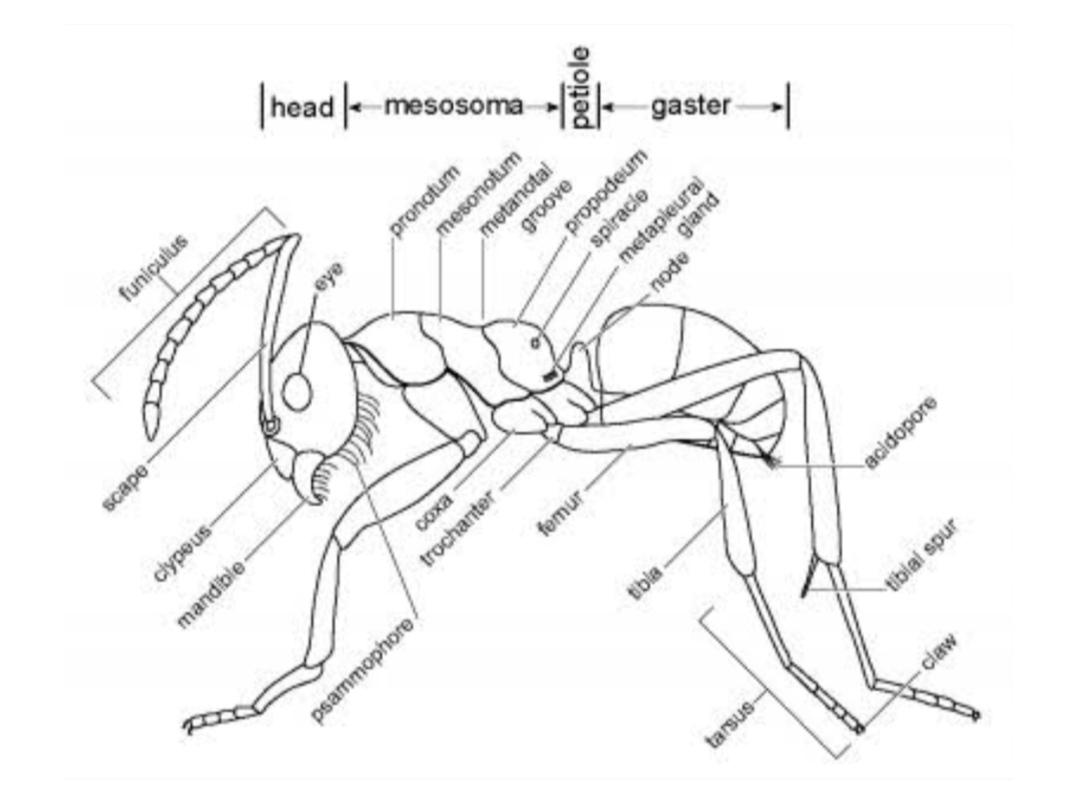 head
mesosoma
petiole
gaster
pronotum
mesonotum
metanotal
groove
propodeum
spiracle
metapleural
gland
node
funiculus
eye
scape
clypeus
mandible
psammophore
coxa
trochanter
femur
tibia
tarsus
acidopore
tibial spur
claw